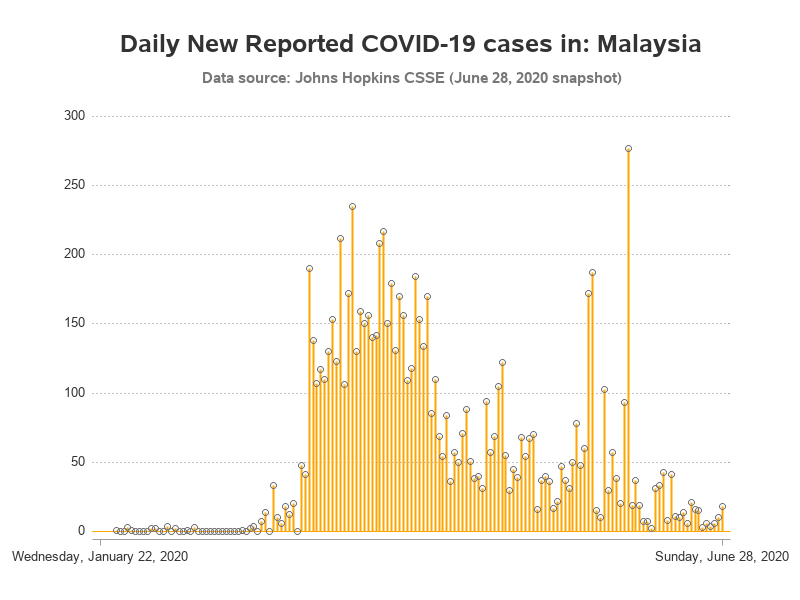 Daily New Reported COVID-19 cases in: Malaysia
Data source: Johns Hopkins CSSE (June 28, 2020 snapshot)
300
250
200
150
100
50
0
Wednesday, January 22, 2020
Sunday, June 28, 2020